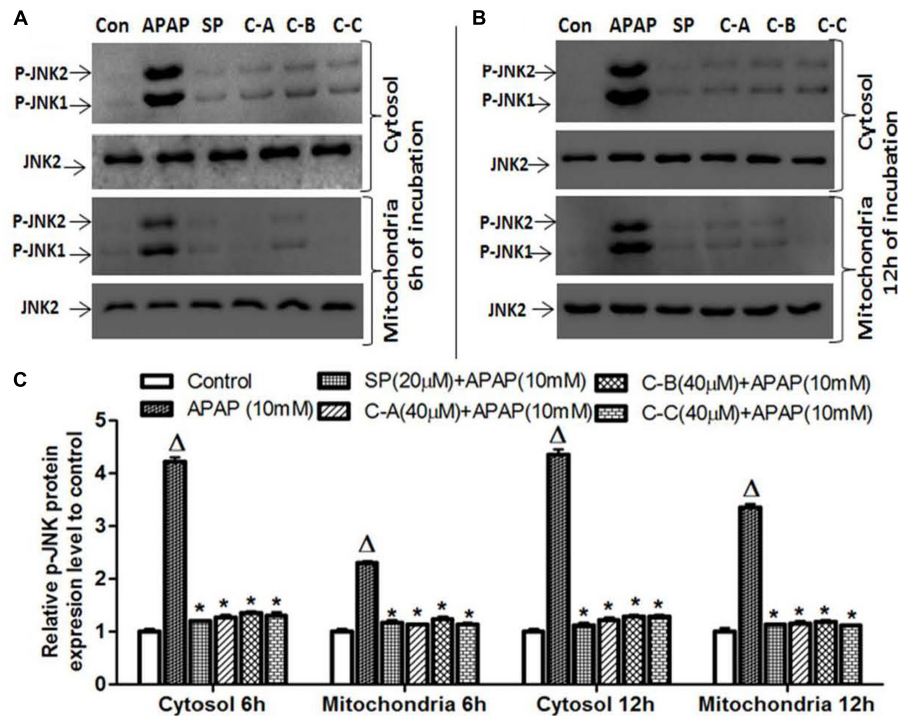 A
Con APAP SP C-A C-B C-C
P-JNK2
P-JNK1
JNK2
Cytosol
P-JNK2
P-JNK1
JNK2
Mitochondria
6h of incubation
B
Con APAP SP C-A C-B C-C
P-JNK2
P-JNK1
JNK2
Cytosol
P-JNK2
P-JNK1
JNK2
Mitochondria
12h of incubation
C
Control
APAP (10mM)
SP(20μM)+APAP(10mM)
C-A(40μM)+APAP(10mM)
C-B(40μM)+APAP(10mM)
C-C(40μM)+APAP(10mM)
Relative p-JNK protein
expresion level to control
5
4
3
2
1
0
Δ
* * * *
Δ
* * * *
Δ
* * * *
Δ
* * * *
Cytosol 6h Mitochondria 6h Cytosol 12h Mitochondria 12h